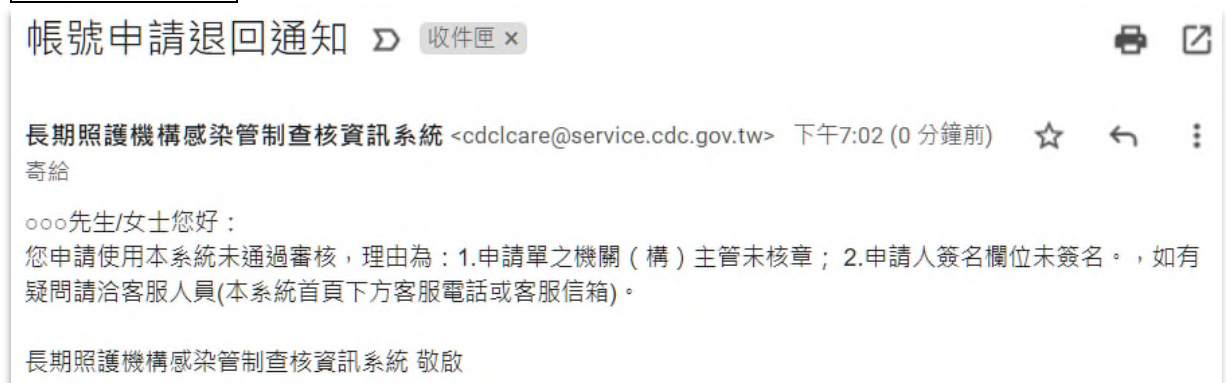 帳號申請退回通知 收件匣 ×
長期照護機構感染管制查核資訊系統 <cdclcare@service.cdc.gov.tw> 下午7:02 (0 分鐘前)
寄給
○○○先生/女士您好：
您申請使用本系統未通過審核，理由為：1.申請單之機關（構）主管未核章； 2.申請人簽名欄位未簽名。，如有
疑問請洽客服人員(本系統首頁下方客服電話或客服信箱)。
長期照護機構感染管制查核資訊系統 敬啟